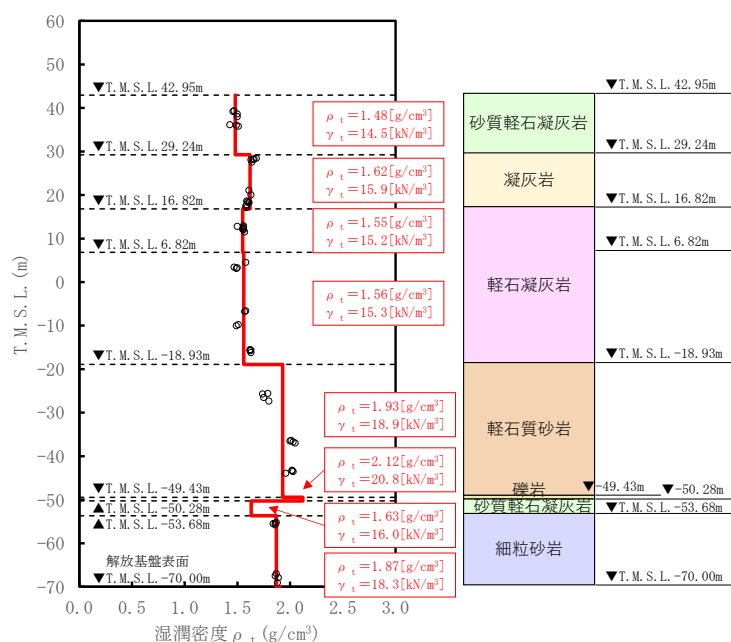 60
50
40
30
20
10
0
−10
−20
−30
−40
−50
−60
−70
T.M.S.L.(m)
0.0 0.5 1.0 1.5 2.0 2.5 3.0
湿潤密度ρt(g/cm³)
▼T.M.S.L.42.95m
▼T.M.S.L.29.24m
▼T.M.S.L.16.82m
▼T.M.S.L.6.82m
▼T.M.S.L.-18.93m
▼T.M.S.L.-49.43m
▲T.M.S.L.-50.28m
▲T.M.S.L.-53.68m
解放基盤表面
▼T.M.S.L.-70.00m
ρt=1.48[g/cm³]
γt=14.5[kN/m³]
ρt=1.62[g/cm³]
γt=15.9[kN/m³]
ρt=1.55[g/cm³]
γt=15.2[kN/m³]
ρt=1.56[g/cm³]
γt=15.3[kN/m³]
ρt=1.93[g/cm³]
γt=18.9[kN/m³]
ρt=2.12[g/cm³]
γt=20.8[kN/m³]
ρt=1.63[g/cm³]
γt=16.0[kN/m³]
ρt=1.87[g/cm³]
γt=18.3[kN/m³]
▼T.M.S.L.42.95m
砂質軽石凝灰岩
▼T.M.S.L.29.24m
凝灰岩
▼T.M.S.L.16.82m
▼T.M.S.L.6.82m
軽石凝灰岩
▼T.M.S.L.-18.93m
軽石質砂岩
礫岩
▼-49.43m
▼-50.28m
砂質軽石凝灰岩
▼T.M.S.L.-53.68m
細粒砂岩
▼T.M.S.L.-70.00m